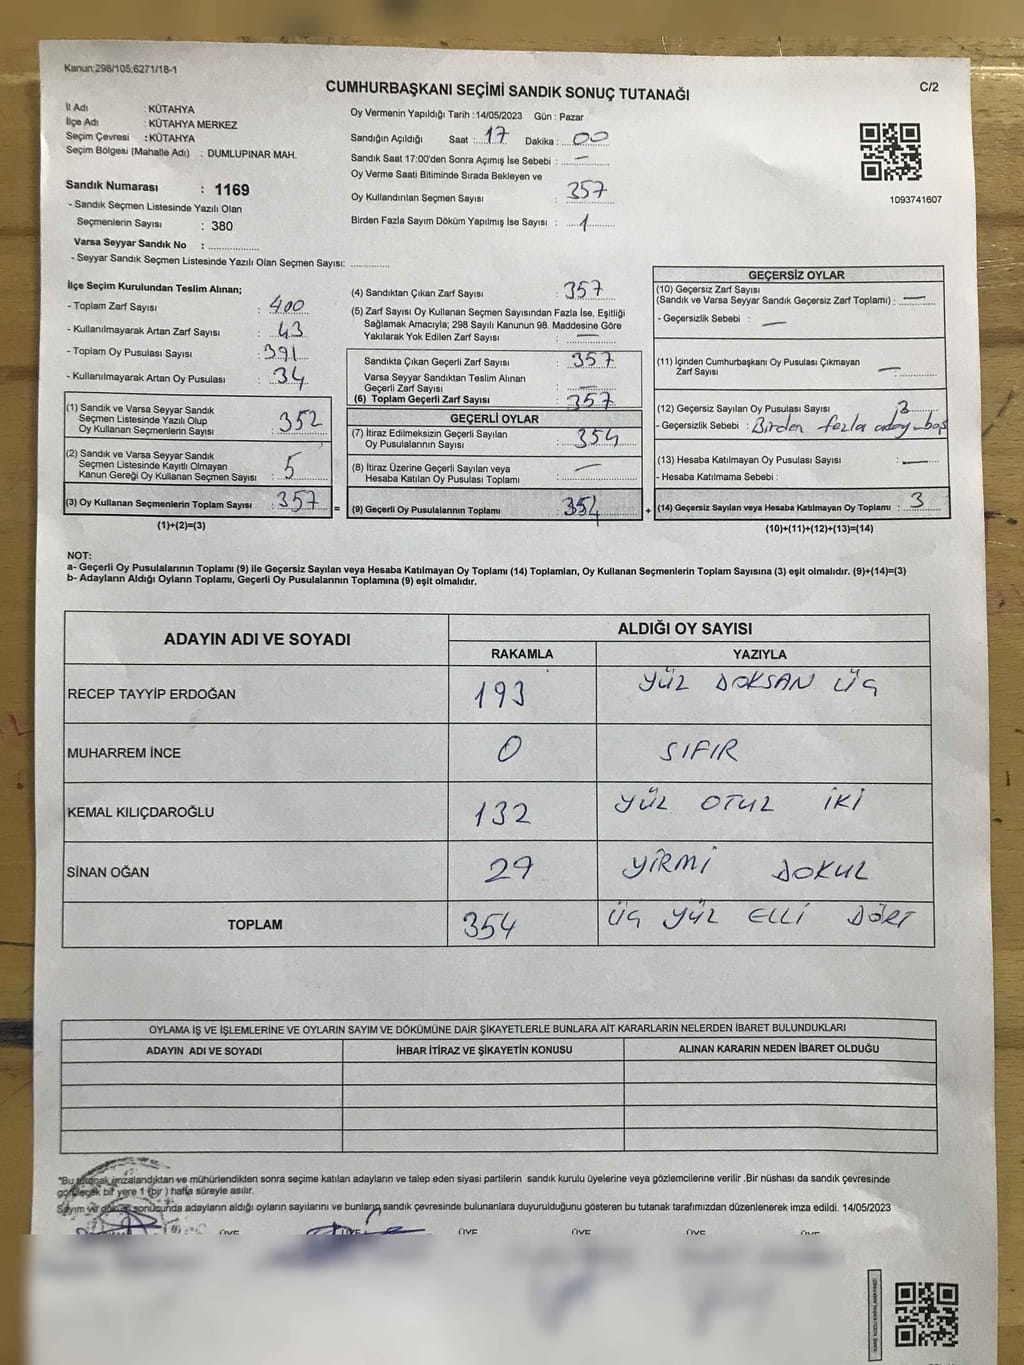 Kanun:298/105,6271/18-1
CUMHURBAŞKANI SEÇİMİ SANDIK SONUÇ TUTANAĞI
C/2
İl Adı : KÜTAHYA
İlçe Adı : KÜTAHYA MERKEZ
Seçim Çevresi : KÜTAHYA
Seçim Bölgesi (Mahalle Adı) : DUMLUPINAR MAH.
Sandık Numarası : 1169
- Sandık Seçmen Listesinde Yazılı Olan
Seçmenlerin Sayısı : 380
Varsa Seyyar Sandık No :
- Seyyar Sandık Seçmen Listesinde Yazılı Olan Seçmen Sayısı:
Oy Vermenin Yapıldığı Tarih : 14/05/2023 Gün : Pazar
Sandığın Açıldığı Saat : 17 Dakika : 00
Sandık Saat 17:00'den Sonra Açımış İse Sebebi : —
Oy Verme Saati Bitiminde Sırada Bekleyen ve
Oy Kullandırılan Seçmen Sayısı : 357
Birden Fazla Sayım Döküm Yapılmış İse Sayısı : 1
1093741607
İlçe Seçim Kurulundan Teslim Alınan;
- Toplam Zarf Sayısı : 400
- Kullanılmayarak Artan Zarf Sayısı : 43
- Toplam Oy Pusulası Sayısı : 391
- Kullanılmayarak Artan Oy Pusulası : 34
(1) Sandık ve Varsa Seyyar Sandık
Seçmen Listesinde Yazılı Olup
Oy Kullanan Seçmenlerin Sayısı : 352
(2) Sandık ve Varsa Seyyar Sandık
Seçmen Listesinde Kayıtlı Olmayan
Kanun Gereği Oy Kullanan Seçmen Sayısı : 5
(3) Oy Kullanan Seçmenlerin Toplam Sayısı : 357 =
(1)+(2)=(3)
(4) Sandıktan Çıkan Zarf Sayısı : 357
(5) Zarf Sayısı Oy Kullanan Seçmen Sayısından Fazla İse, Eşitliği
Sağlamak Amacıyla; 298 Sayılı Kanunun 98. Maddesine Göre
Yakılarak Yok Edilen Zarf Sayısı : —
Sandıkta Çıkan Geçerli Zarf Sayısı : 357
Varsa Seyyar Sandıktan Teslim Alınan
Geçerli Zarf Sayısı : —
(6) Toplam Geçerli Zarf Sayısı : 357
GEÇERLİ OYLAR
(7) İtiraz Edilmeksizin Geçerli Sayılan
Oy Pusulalarının Sayısı : 354
(8) İtiraz Üzerine Geçerli Sayılan veya
Hesaba Katılan Oy Pusulası Toplamı : —
(9) Geçerli Oy Pusulalarının Toplamı : 354 +
GEÇERSİZ OYLAR
(10) Geçersiz Zarf Sayısı
(Sandık ve Varsa Seyyar Sandık Geçersiz Zarf Toplamı) : —
- Geçersizlik Sebebi : —
(11) İçinden Cumhurbaşkanı Oy Pusulası Çıkmayan
Zarf Sayısı : —
(12) Geçersiz Sayılan Oy Pusulası Sayısı : 3
- Geçersizlik Sebebi : Birden fazla aday-boş
(13) Hesaba Katılmayan Oy Pusulası Sayısı : —
- Hesaba Katılmama Sebebi :
(14) Geçersiz Sayılan veya Hesaba Katılmayan Oy Toplamı : 3
(10)+(11)+(12)+(13)=(14)
NOT:
a- Geçerli Oy Pusulalarının Toplamı (9) ile Geçersiz Sayılan veya Hesaba Katılmayan Oy Toplamı (14) Toplamları, Oy Kullanan Seçmenlerin Toplam Sayısına (3) eşit olmalıdır. (9)+(14)=(3)
b- Adayların Aldığı Oyların Toplamı, Geçerli Oy Pusulalarının Toplamına (9) eşit olmalıdır.
ADAYIN ADI VE SOYADI
ALDIĞI OY SAYISI
RAKAMLA YAZIYLA
RECEP TAYYİP ERDOĞAN 193 YÜZ DOKSAN ÜÇ
MUHARREM İNCE 0 SIFIR
KEMAL KILIÇDAROĞLU 132 YÜZ OTUZ İKİ
SİNAN OĞAN 29 YİRMİ DOKUZ
TOPLAM 354 ÜÇ YÜZ ELLİ DÖRT
OYLAMA İŞ VE İŞLEMLERİNE VE OYLARIN SAYIM VE DÖKÜMÜNE DAİR ŞİKAYETLERLE BUNLARA AİT KARARLARIN NELERDEN İBARET BULUNDUKLARI
ADAYIN ADI VE SOYADI İHBAR İTİRAZ VE ŞİKAYETİN KONUSU ALINAN KARARIN NEDEN İBARET OLDUĞU
"Bu tutanak imzalandıktan ve mühürlendikten sonra seçime katılan adayların ve talep eden siyasi partilerin sandık kurulu üyelerine veya gözlemcilerine verilir .Bir nüshası da sandık çevresinde
görülecek bir yere 1 (bir ) hafta süreyle asılır.
Sayım ve döküm sonucunda adayların aldığı oyların sayılarını ve bunların sandık çevresinde bulunanlara duyurulduğunu gösteren bu tutanak tarafımızdan düzenlenerek imza edildi. 14/05/2023
ÜYE ÜYE ÜYE ÜYE ÜYE ÜYE